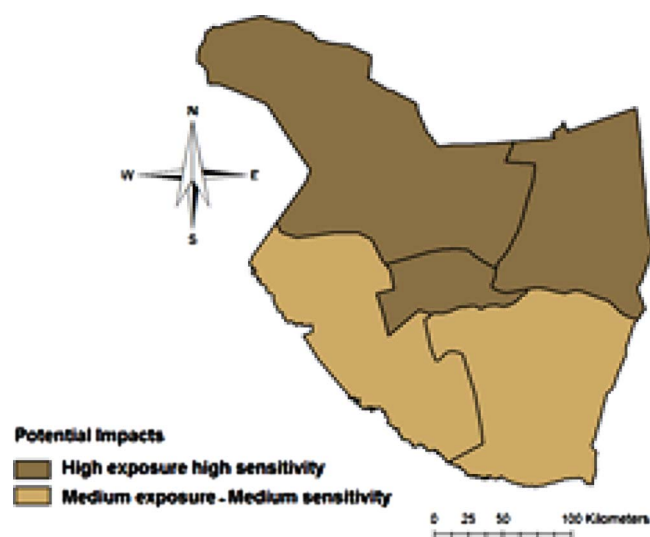 N
W E
S
Potential Impacts
High exposure high sensitivity
Medium exposure - Medium sensitivity
0 25 50 100 Kilometers